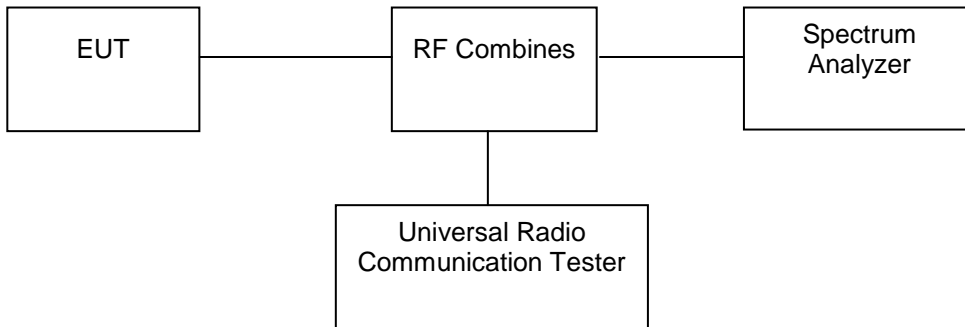 EUT
RF Combines
Spectrum
Analyzer
Universal Radio
Communication Tester